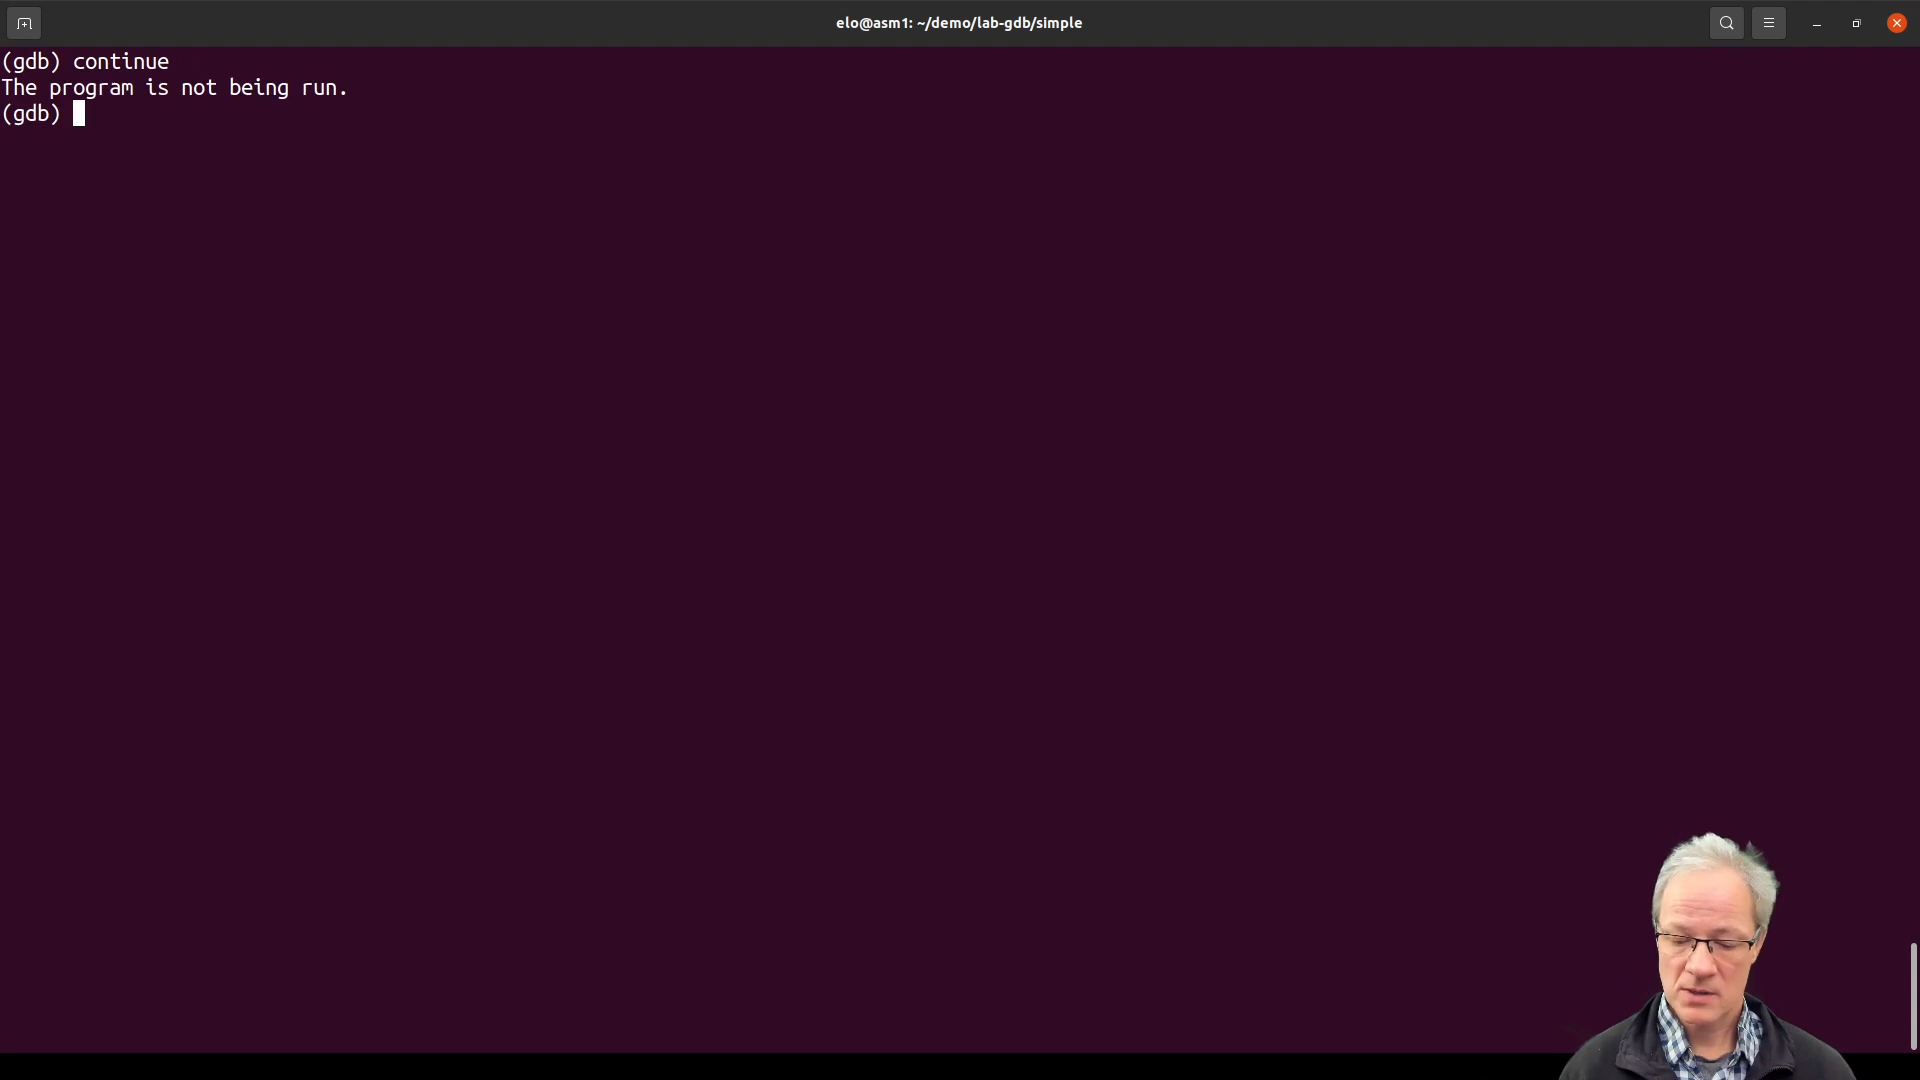 elo@asm1: ~/demo/lab-gdb/simple
(gdb) continue
The program is not being run.
(gdb)